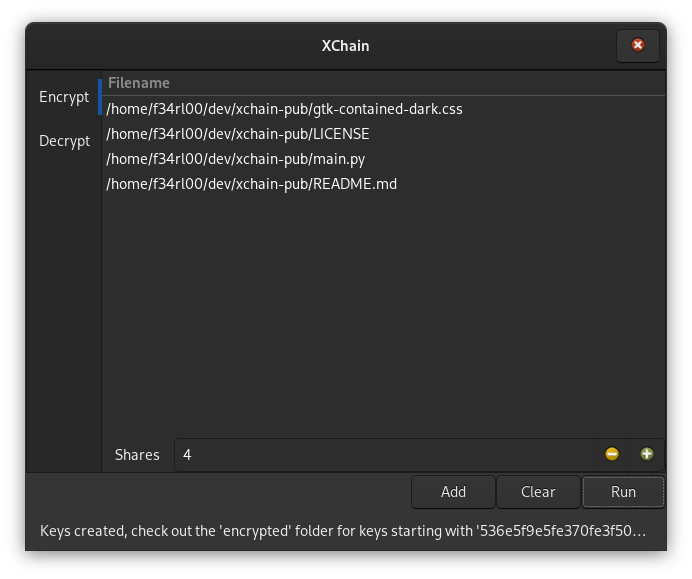 XChain
Encrypt
Decrypt
Filename
/home/f34rl00/dev/xchain-pub/gtk-contained-dark.css
/home/f34rl00/dev/xchain-pub/LICENSE
/home/f34rl00/dev/xchain-pub/main.py
/home/f34rl00/dev/xchain-pub/README.md
Shares 4
Add Clear Run
Keys created, check out the 'encrypted' folder for keys starting with '536e5f9e5fe370fe3f50…